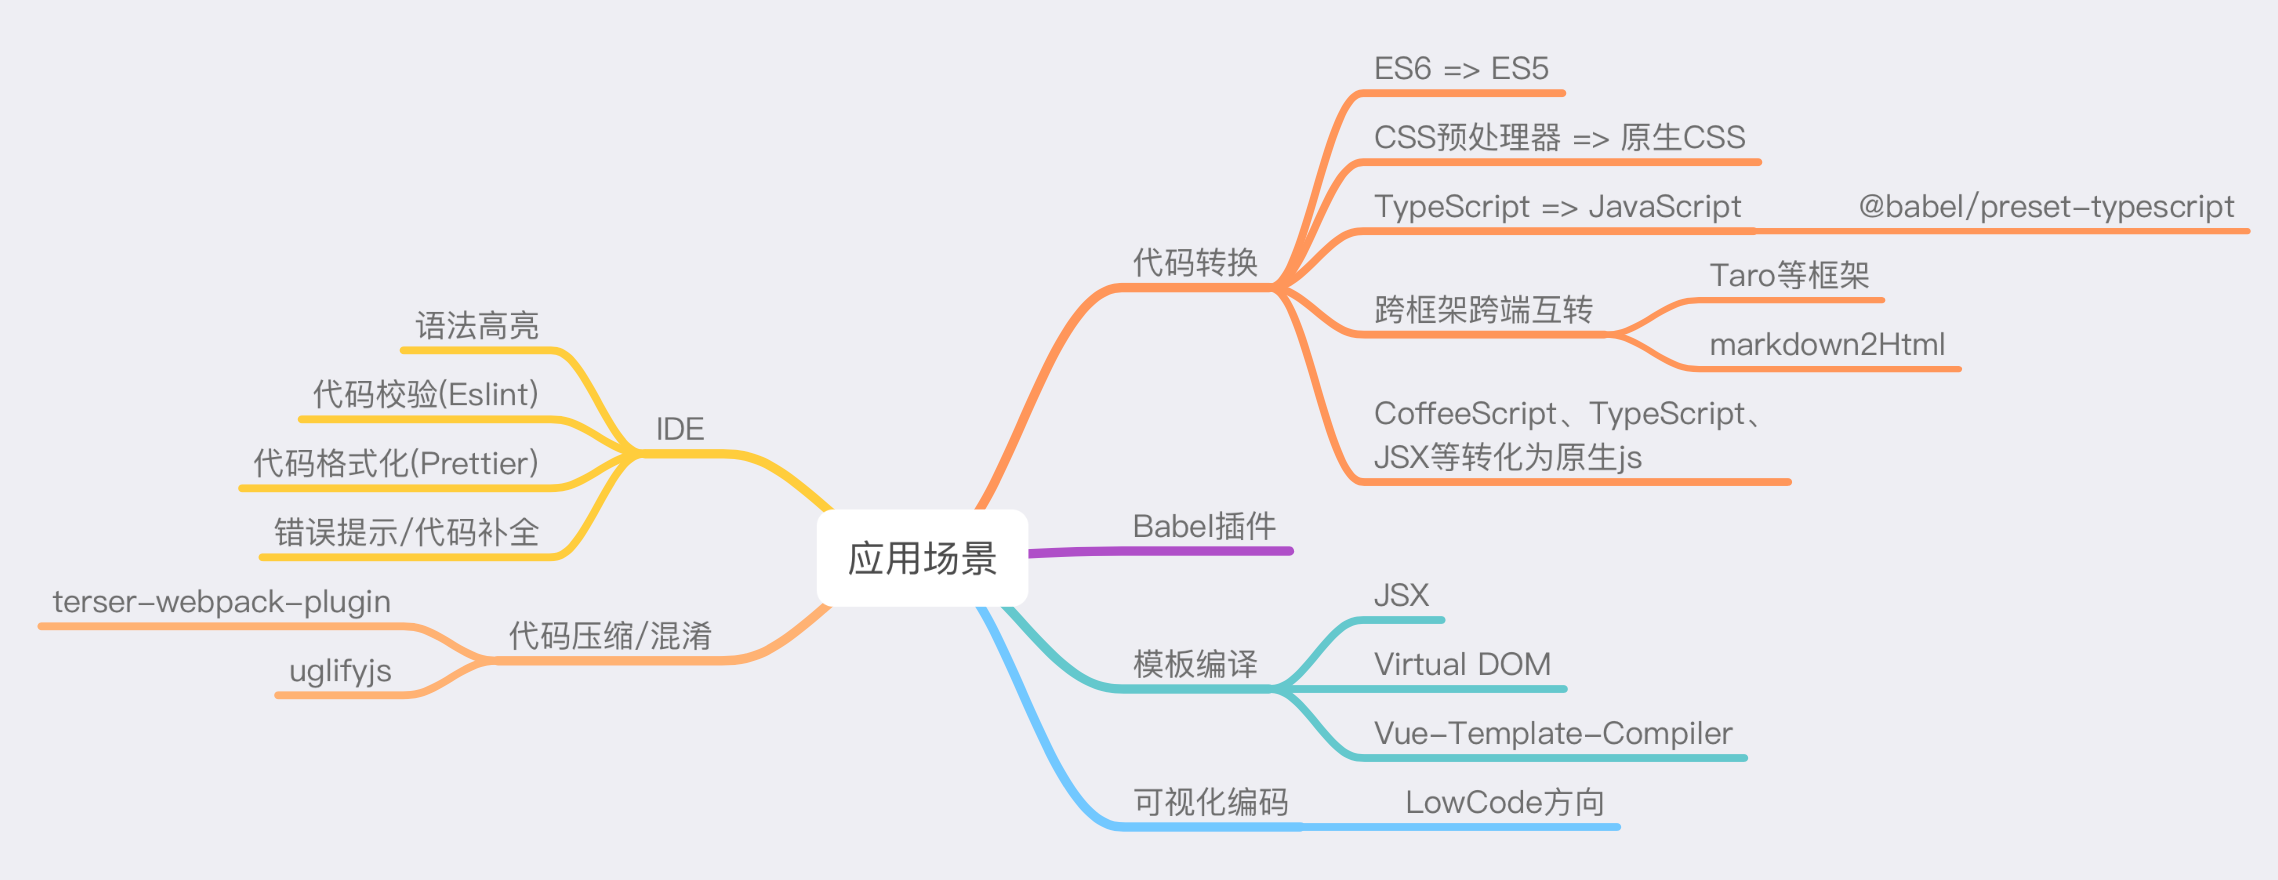 应用场景
代码转换
ES6 => ES5
CSS预处理器 => 原生CSS
TypeScript => JavaScript
@babel/preset-typescript
跨框架跨端互转
Taro等框架
markdown2Html
CoffeeScript、TypeScript、
JSX等转化为原生js
Babel插件
模板编译
JSX
Virtual DOM
Vue-Template-Compiler
可视化编码
LowCode方向
IDE
语法高亮
代码校验(Eslint)
代码格式化(Prettier)
错误提示/代码补全
代码压缩/混淆
terser-webpack-plugin
uglifyjs